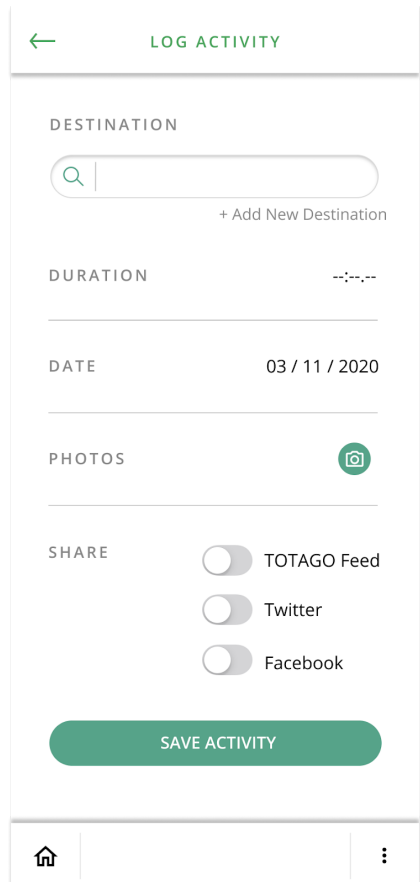 LOG ACTIVITY
DESTINATION
+ Add New Destination
DURATION --:--.--
DATE 03 / 11 / 2020
PHOTOS
SHARE TOTAGO Feed
Twitter
Facebook
SAVE ACTIVITY